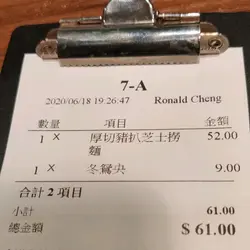 7-A
2020/06/18 19:26:47 Ronald Cheng
數量 項目 金額
1 × 厚切豬扒芝士撈 52.00
麵
1 × 冬鴛央 9.00
合計 2 項目
小計 61.00
總金額 $ 61.00